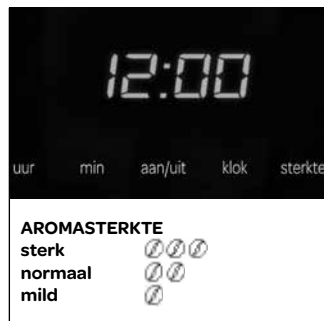 12:00
uur min aan/uit klok sterkte
AROMASTERKTE
sterk
normaal
mild